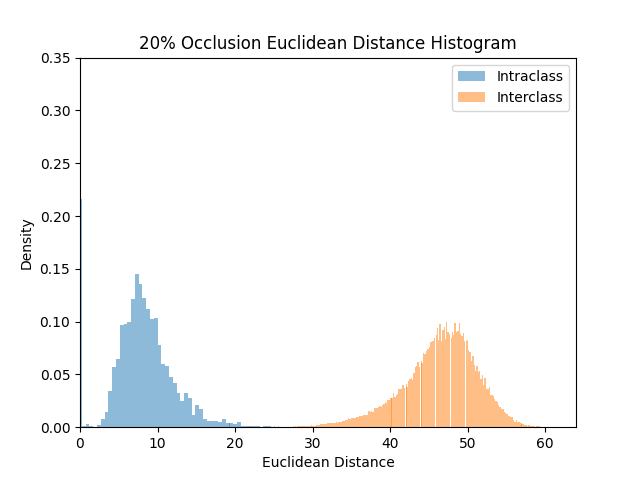 20% Occlusion Euclidean Distance Histogram
0.35
0.30
0.25
0.20
0.15
0.10
0.05
0.00
Density
Intraclass
Interclass
0 10 20 30 40 50 60
Euclidean Distance